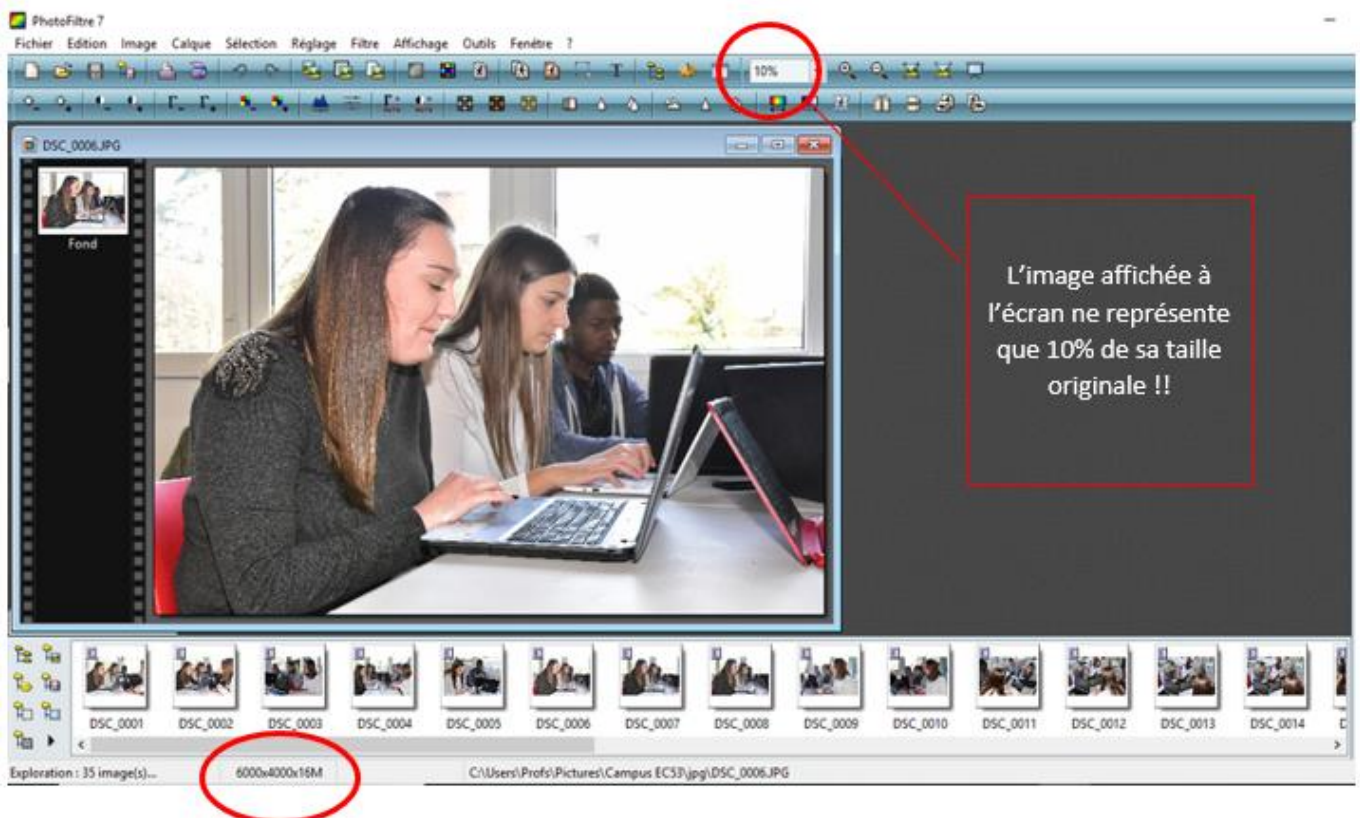 PhotoFiltre 7
Fichier Edition Image Calque Sélection Réglage Filtre Affichage Outils Fenêtre ?
10%
DSC_0006.JPG
Fond
L'image affichée à
l'écran ne représente
que 10% de sa taille
originale !!
DSC_0001 DSC_0002 DSC_0003 DSC_0004 DSC_0005 DSC_0006 DSC_0007 DSC_0008 DSC_0009 DSC_0010 DSC_0011 DSC_0012 DSC_0013 DSC_0014
Exploration : 35 image(s)... 6000x4000x16M C:\Users\Profs\Pictures\Campus EC53\jpg\DSC_0006.JPG